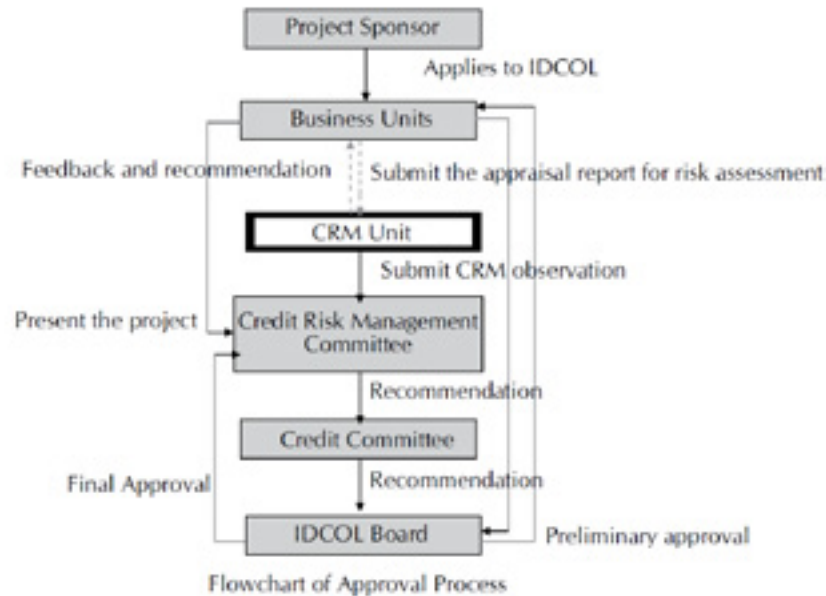 Project Sponsor
Applies to IDCOL
Business Units
Feedback and recommendation
Submit the appraisal report for risk assessment
CRM Unit
Submit CRM observation
Present the project
Credit Risk Management
Committee
Recommendation
Credit Committee
Final Approval
Recommendation
IDCOL Board
Preliminary approval
Flowchart of Approval Process